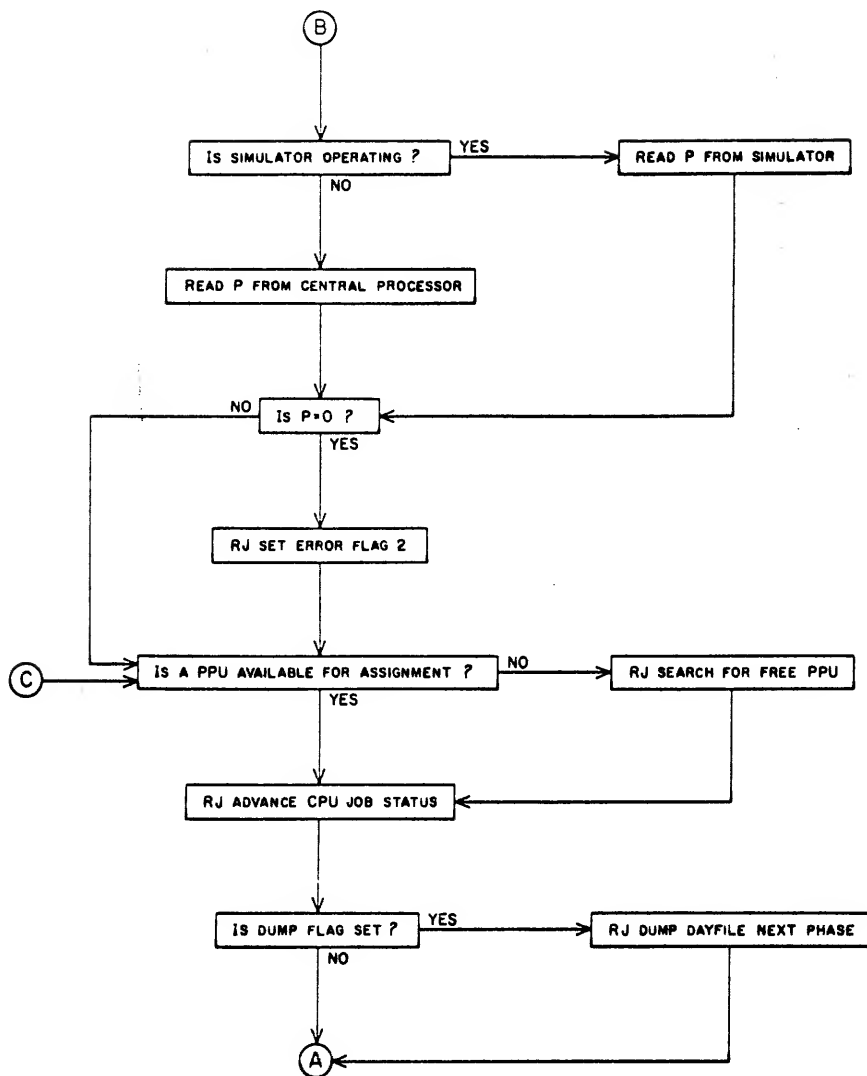 B
Is SIMULATOR OPERATING ?
YES
READ P FROM SIMULATOR
NO
READ P FROM CENTRAL PROCESSOR
NO
Is P=0 ?
YES
RJ SET ERROR FLAG 2
C
Is A PPU AVAILABLE FOR ASSIGNMENT ?
NO
RJ SEARCH FOR FREE PPU
YES
RJ ADVANCE CPU JOB STATUS
Is DUMP FLAG SET ?
YES
RJ DUMP DAYFILE NEXT PHASE
NO
A